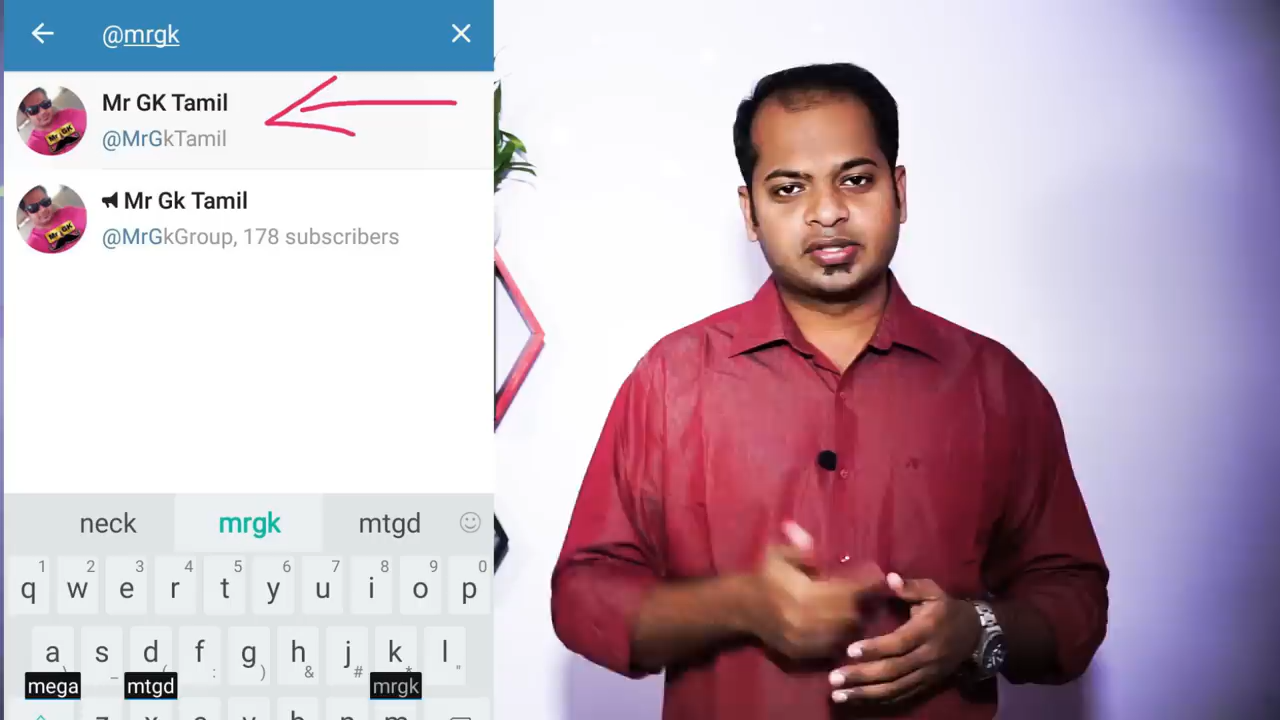 @mrgk
Mr GK Tamil
@MrGkTamil
Mr Gk Tamil
@MrGkGroup, 178 subscribers
neck mrgk mtgd
1 2 3 4 5 6 7 8 9 0
q w e r t y u i o p
a s d f g h j k l
) _ ( : ) & # * "
mega mtgd mrgk